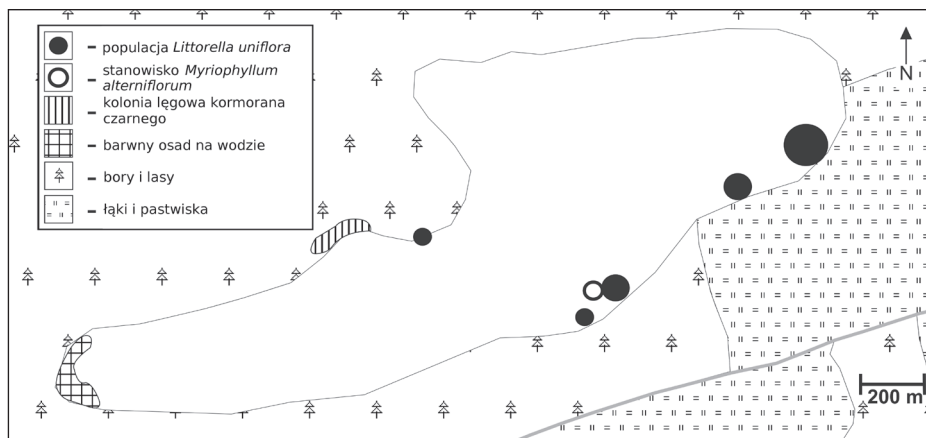 – populacja Littorella uniflora
– stanowisko Myriophyllum
alterniflorum
– kolonia lęgowa kormorana
czarnego
– barwny osad na wodzie
– bory i lasy
– łąki i pastwiska
N
200 m